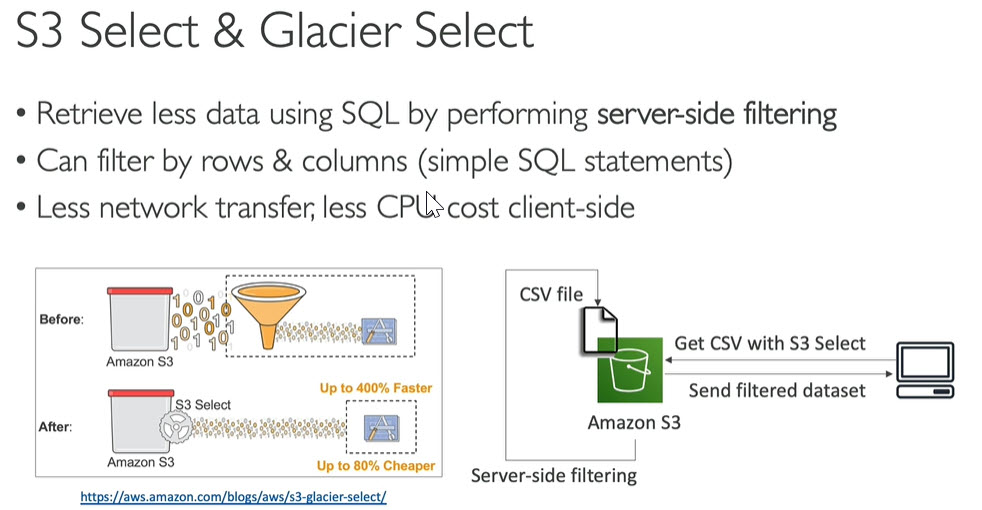 S3 Select & Glacier Select
• Retrieve less data using SQL by performing server-side filtering
• Can filter by rows & columns (simple SQL statements)
• Less network transfer, less CPU cost client-side
Before:
Amazon S3
Up to 400% Faster
After:
S3 Select
Amazon S3
Up to 80% Cheaper
https://aws.amazon.com/blogs/aws/s3-glacier-select/
CSV file
Get CSV with S3 Select
Send filtered dataset
Amazon S3
Server-side filtering